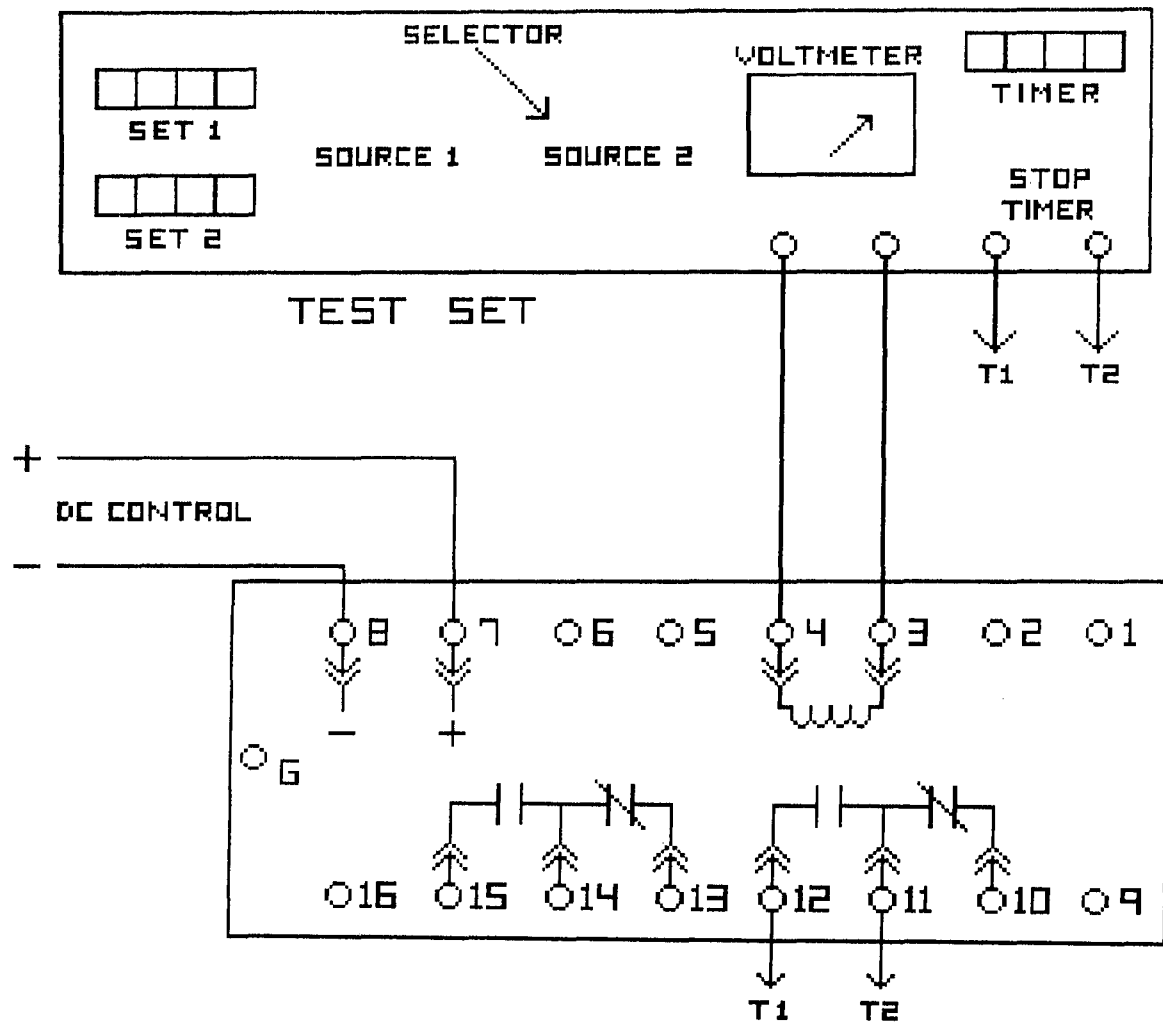 SELECTOR
VOLTMETER
TIMER
SET 1
SOURCE 1 SOURCE 2
SET 2
STOP
TIMER
TEST SET
T1 T2
+
DC CONTROL
-
8 7 6 5 4 3 2 1
- +
G
16 15 14 13 12 11 10 9
T1 T2